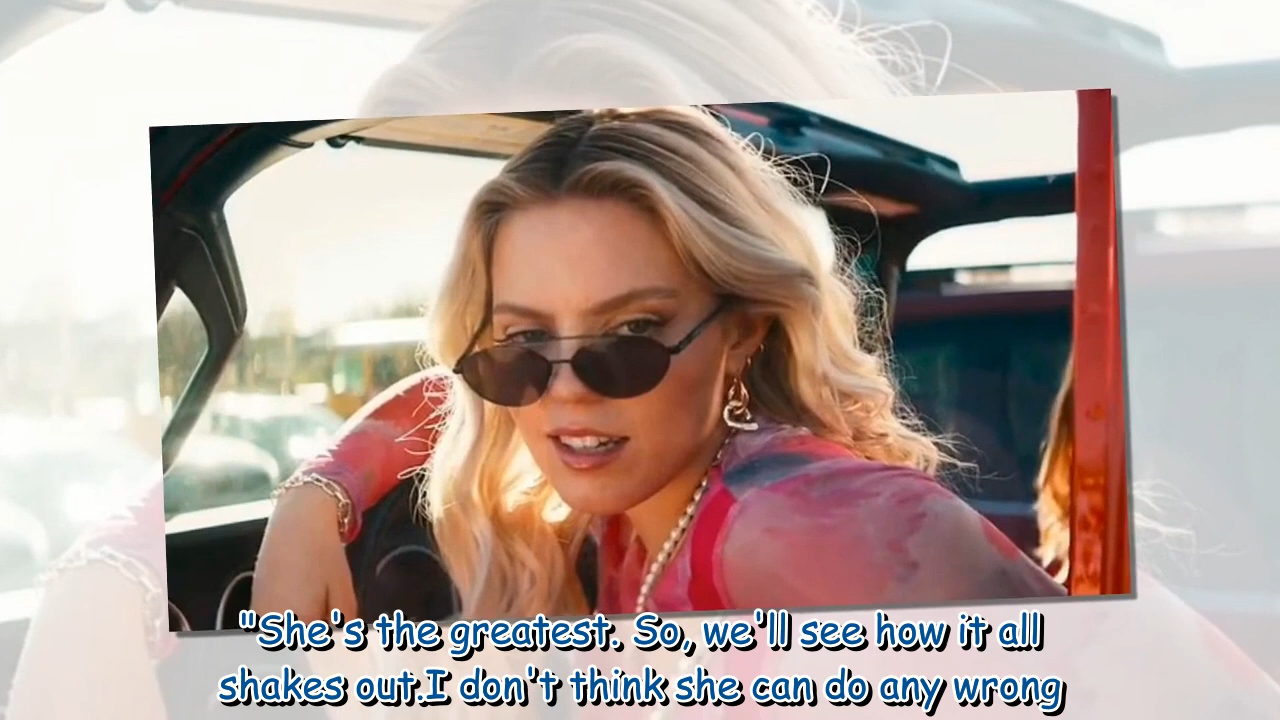 "She's the greatest. So, we'll see how it all
shakes out.I don't think she can do any wrong